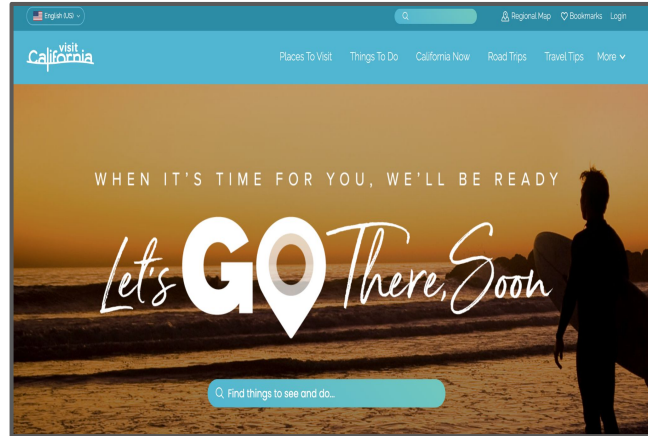 English (US)
Regional Map
Bookmarks
Login
visit
California
Places To Visit
Things To Do
California Now
Road Trips
Travel Tips
More
WHEN IT'S TIME FOR YOU, WE'LL BE READY
Let's GO There, Soon
Find things to see and do...